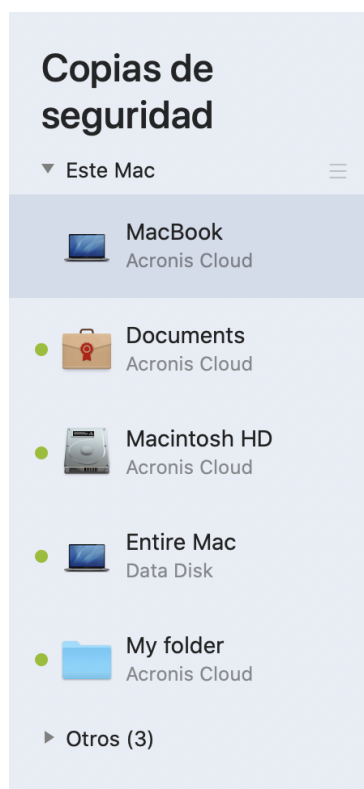 Copias de
seguridad
Este Mac
MacBook
Acronis Cloud
Documents
Acronis Cloud
Macintosh HD
Acronis Cloud
Entire Mac
Data Disk
My folder
Acronis Cloud
Otros (3)